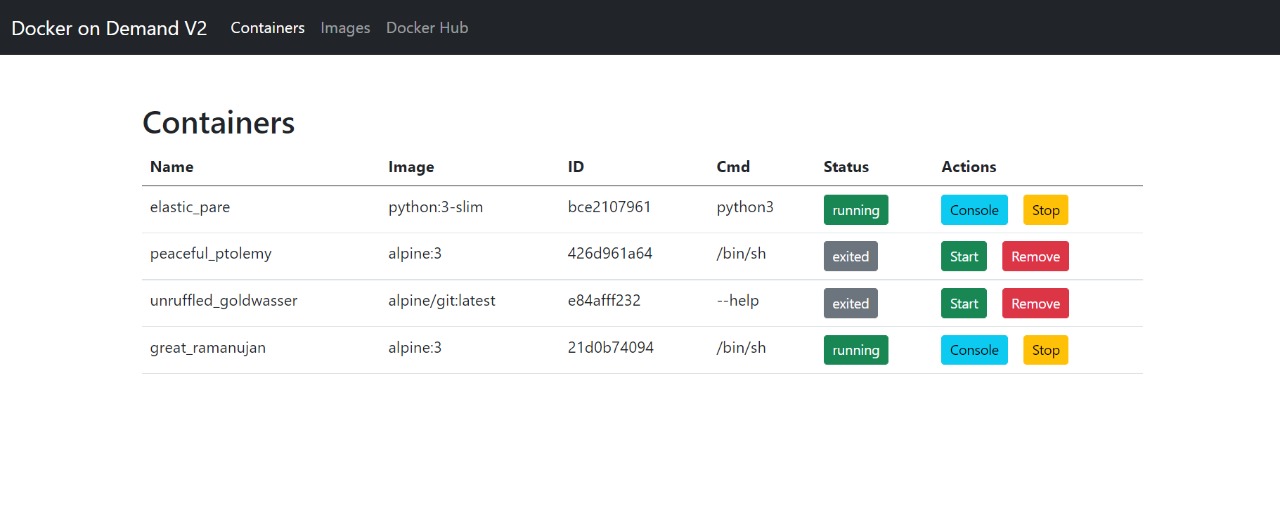 Docker on Demand V2 Containers Images Docker Hub
Containers
Name Image ID Cmd Status Actions
elastic_pare python:3-slim bce2107961 python3 running Console Stop
peaceful_ptolemy alpine:3 426d961a64 /bin/sh exited Start Remove
unruffled_goldwasser alpine/git:latest e84afff232 --help exited Start Remove
great_ramanujan alpine:3 21d0b74094 /bin/sh running Console Stop